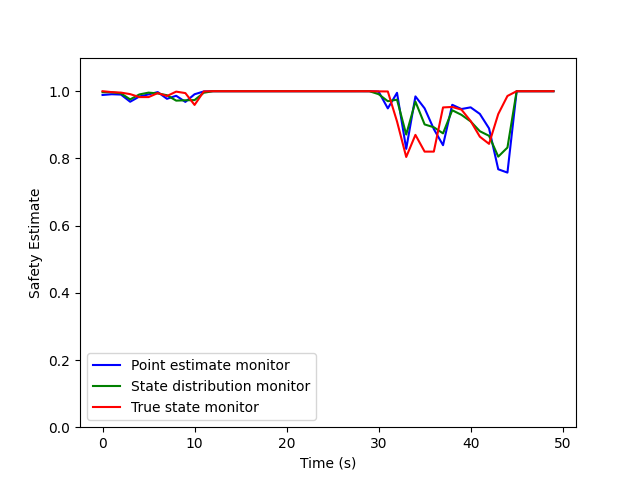 1.0
0.8
0.6
0.4
0.2
0.0
Safety Estimate
Point estimate monitor
State distribution monitor
True state monitor
0 10 20 30 40 50
Time (s)